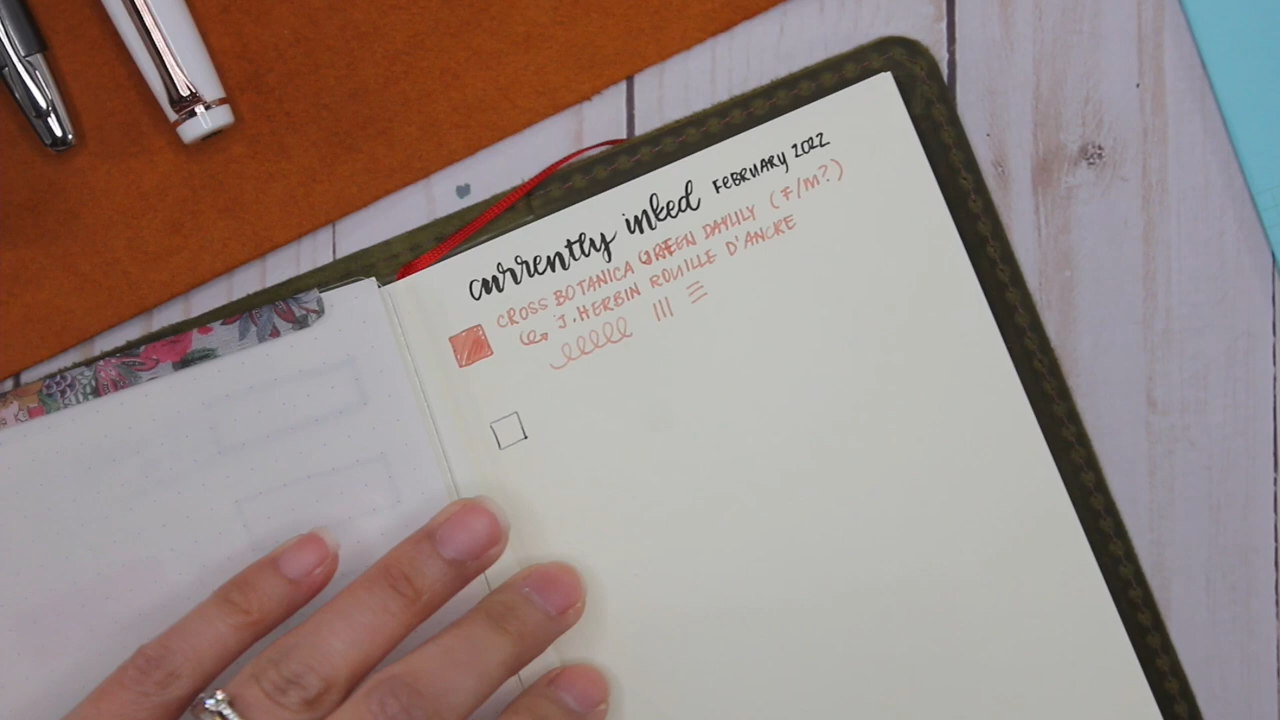 currently inked FEBRUARY 2022
CROSS BOTANICA GREEN DAYLILY (F/M?)
↪ J. HERBIN ROUILLE D'ANCRE